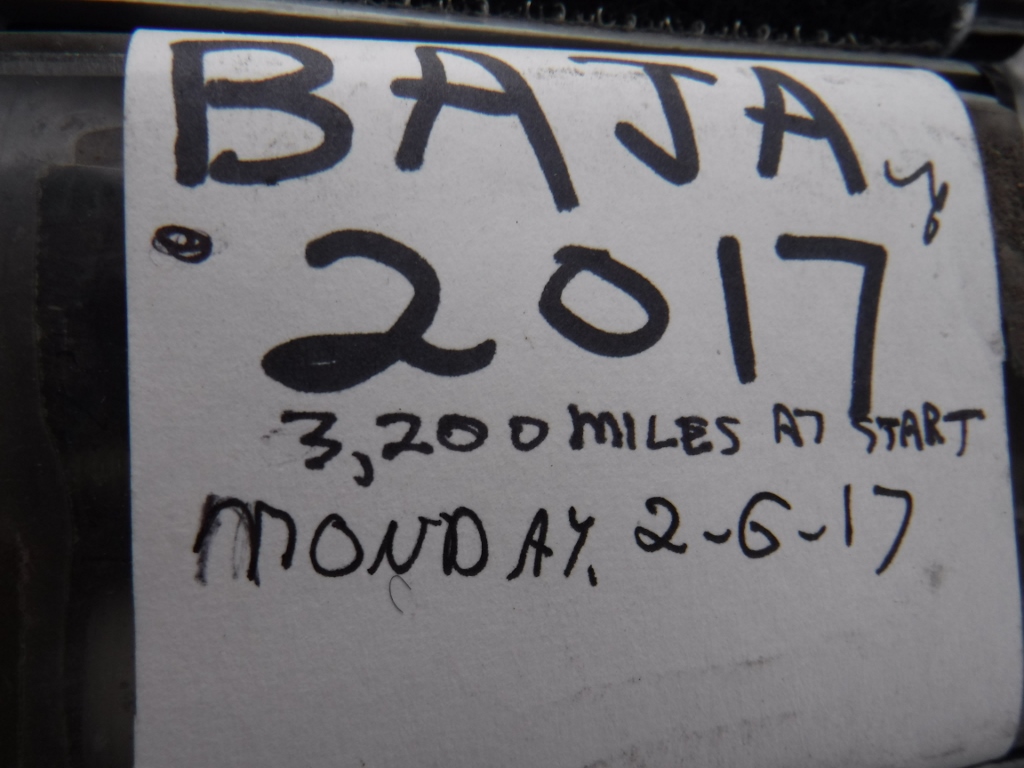 BAJA
2017
3,200 MILES AT START
MONDAY. 2-6-17